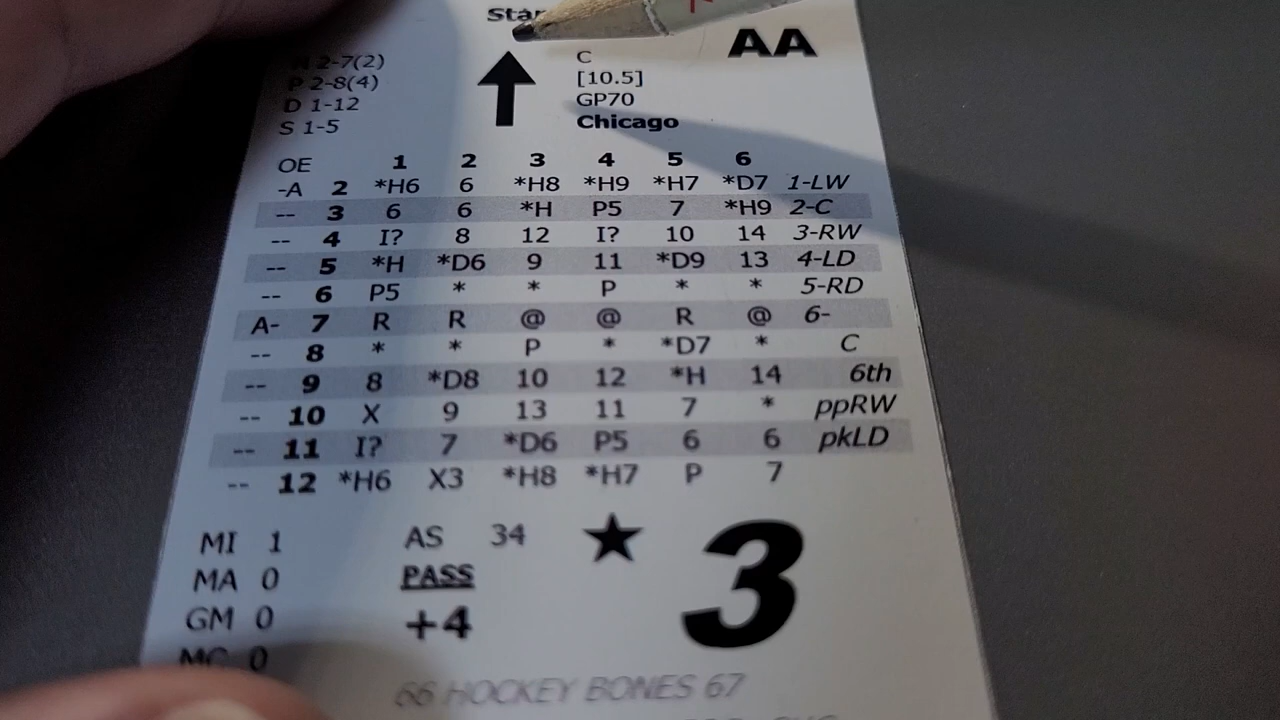 AA
2-7(2)
P 2-8(4)
D 1-12
S 1-5
C
[10.5]
GP70
Chicago
OE 1 2 3 4 5 6
-A 2 *H6 6 *H8 *H9 *H7 *D7 1-LW
-- 3 6 6 *H P5 7 *H9 2-C
-- 4 I? 8 12 I? 10 14 3-RW
-- 5 *H *D6 9 11 *D9 13 4-LD
-- 6 P5 * * P * * 5-RD
A- 7 R R @ @ R @ 6-
-- 8 * * P * *D7 * C
-- 9 8 *D8 10 12 *H 14 6th
-- 10 X 9 13 11 7 * ppRW
-- 11 I? 7 *D6 P5 6 6 pkLD
-- 12 *H6 X3 *H8 *H7 P 7
MI 1
MA 0
GM 0
MC 0
AS 34
PASS
+4
★ 3
66 HOCKEY BONES 67